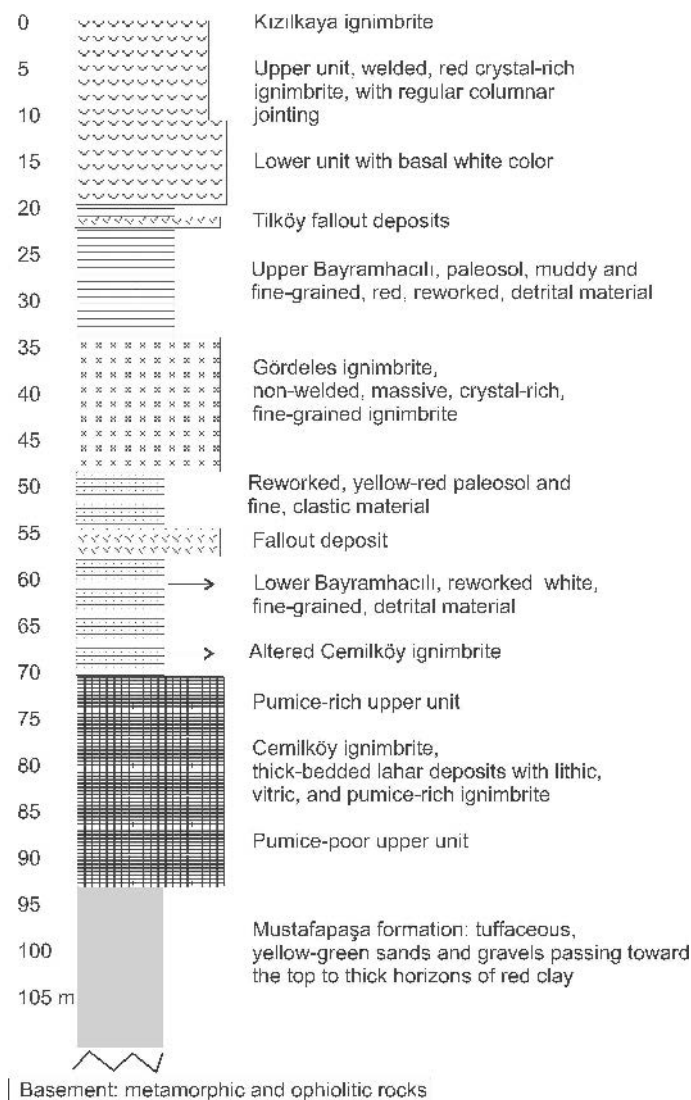 0
Kızılkaya ignimbrite
5
Upper unit, welded, red crystal-rich
ignimbrite, with regular columnar
10
jointing
15
Lower unit with basal white color
20
Tilköy fallout deposits
25
Upper Bayramhacılı, paleosol, muddy and
fine-grained, red, reworked, detrital material
30
35
Gördeles ignimbrite,
non-welded, massive, crystal-rich,
fine-grained ignimbrite
40
45
Reworked, yellow-red paleosol and
fine, clastic material
50
55
Fallout deposit
60
Lower Bayramhacılı, reworked white,
fine-grained, detrital material
65
Altered Cemilköy ignimbrite
70
Pumice-rich upper unit
75
Cemilköy ignimbrite,
thick-bedded lahar deposits with lithic,
vitric, and pumice-rich ignimbrite
80
85
Pumice-poor upper unit
90
95
Mustafapaşa formation: tuffaceous,
yellow-green sands and gravels passing toward
the top to thick horizons of red clay
100
105 m
Basement: metamorphic and ophiolitic rocks